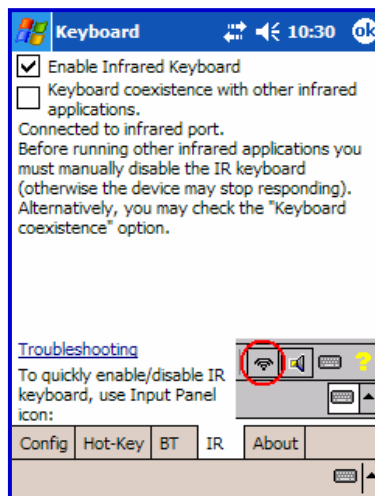 Keyboard 10:30 ok
Enable Infrared Keyboard
Keyboard coexistence with other infrared
applications.
Connected to infrared port.
Before running other infrared applications you
must manually disable the IR keyboard
(otherwise the device may stop responding).
Alternatively, you may check the "Keyboard
coexistence" option.
Troubleshooting
?
To quickly enable/disable IR
keyboard, use Input Panel
icon:
Config Hot-Key BT IR About